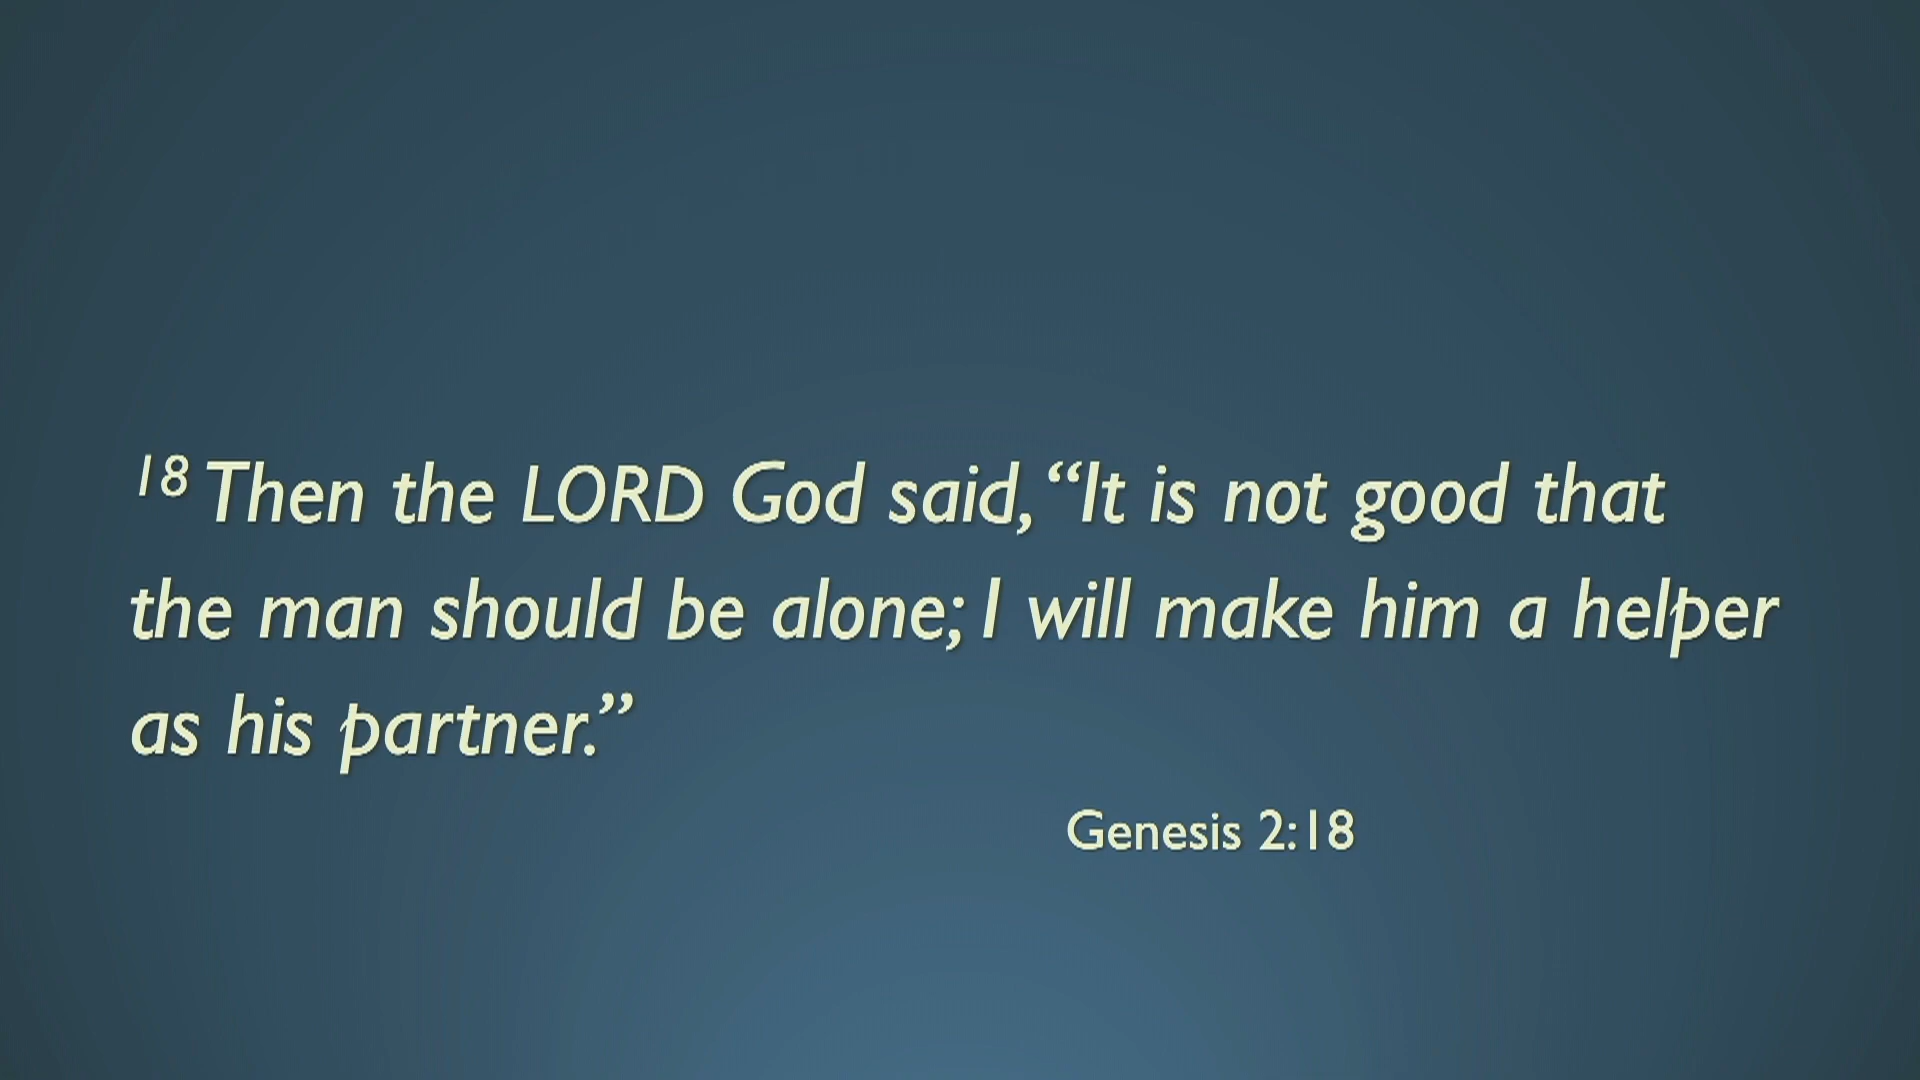 18 Then the LORD God said, “It is not good that
the man should be alone; I will make him a helper
as his partner.”
Genesis 2:18